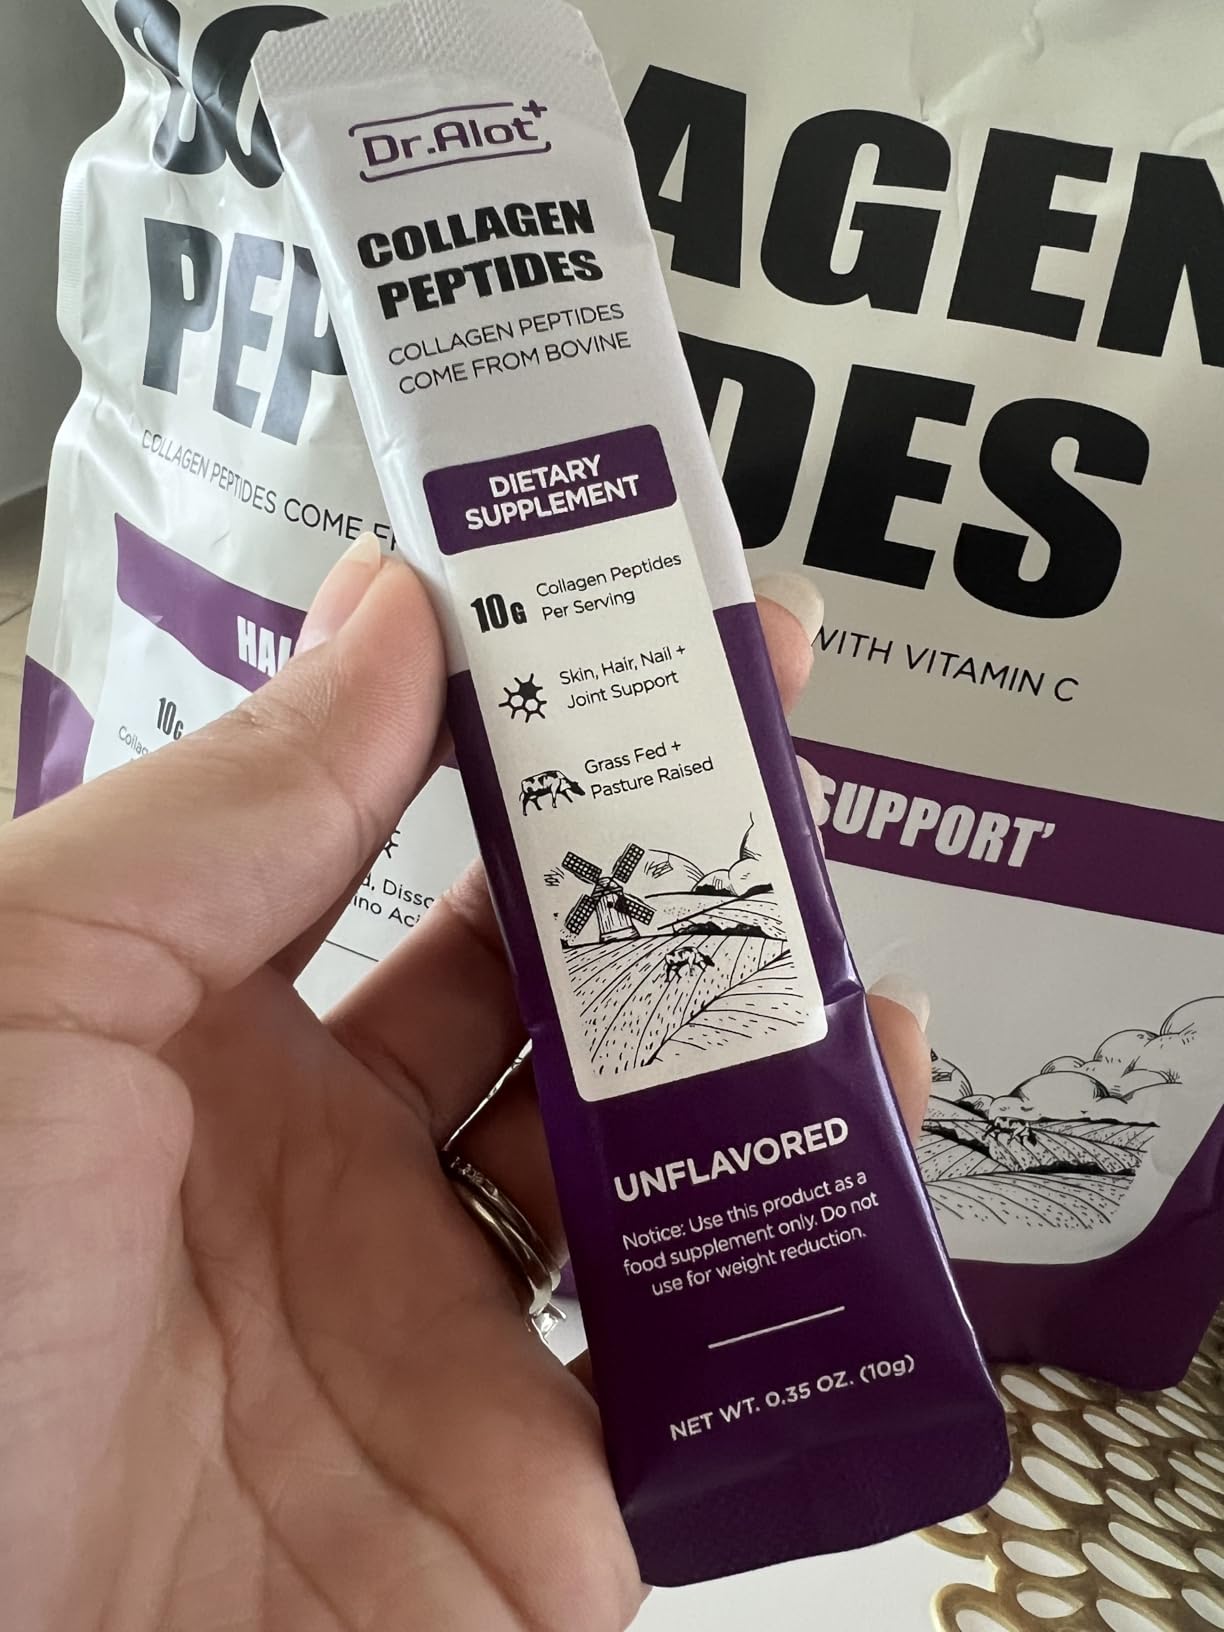 Dr.Alot+
COLLAGEN
PEPTIDES
COLLAGEN PEPTIDES
COME FROM BOVINE
DIETARY
SUPPLEMENT
10G Collagen Peptides
Per Serving
Skin, Hair, Nail +
Joint Support
Grass Fed +
Pasture Raised
UNFLAVORED
Notice: Use this product as a
food supplement only. Do not
use for weight reduction.
NET WT. 0.35 OZ. (10g)
PEP
COLLAGEN PEPTIDES COME
10G
AGEN
DES
WITH VITAMIN C
SUPPORT'